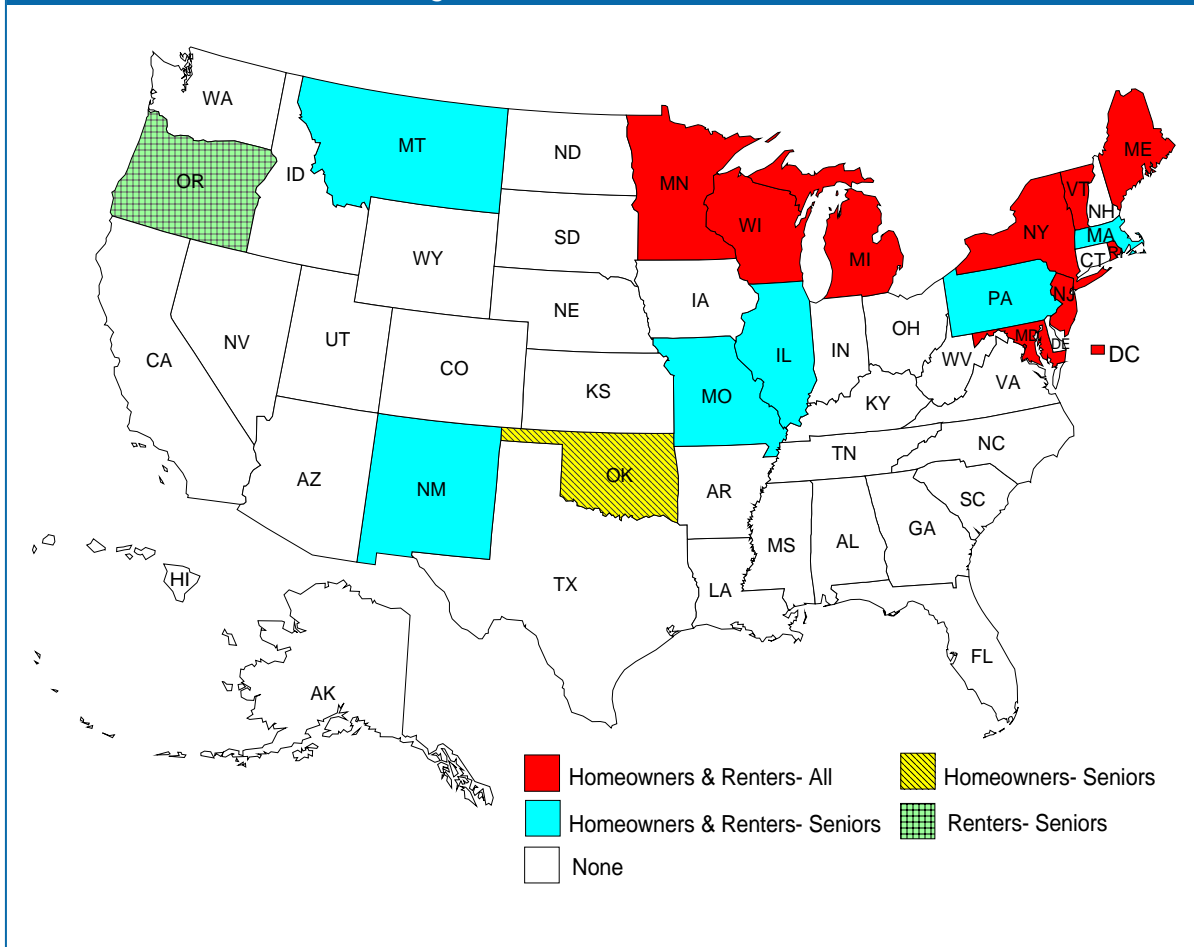 WA
MT
ND
MN
ME
OR
ID
WI
VT
NH
NY
MA
SD
MI
CT
RI
WY
IA
PA
NJ
NE
OH
MD
DE
NV
UT
IL
IN
WV
DC
CA
CO
VA
KS
MO
KY
NC
TN
AZ
NM
OK
AR
SC
GA
MS
AL
HI
TX
LA
FL
AK
Homeowners & Renters- All
Homeowners- Seniors
Homeowners & Renters- Seniors
Renters- Seniors
None